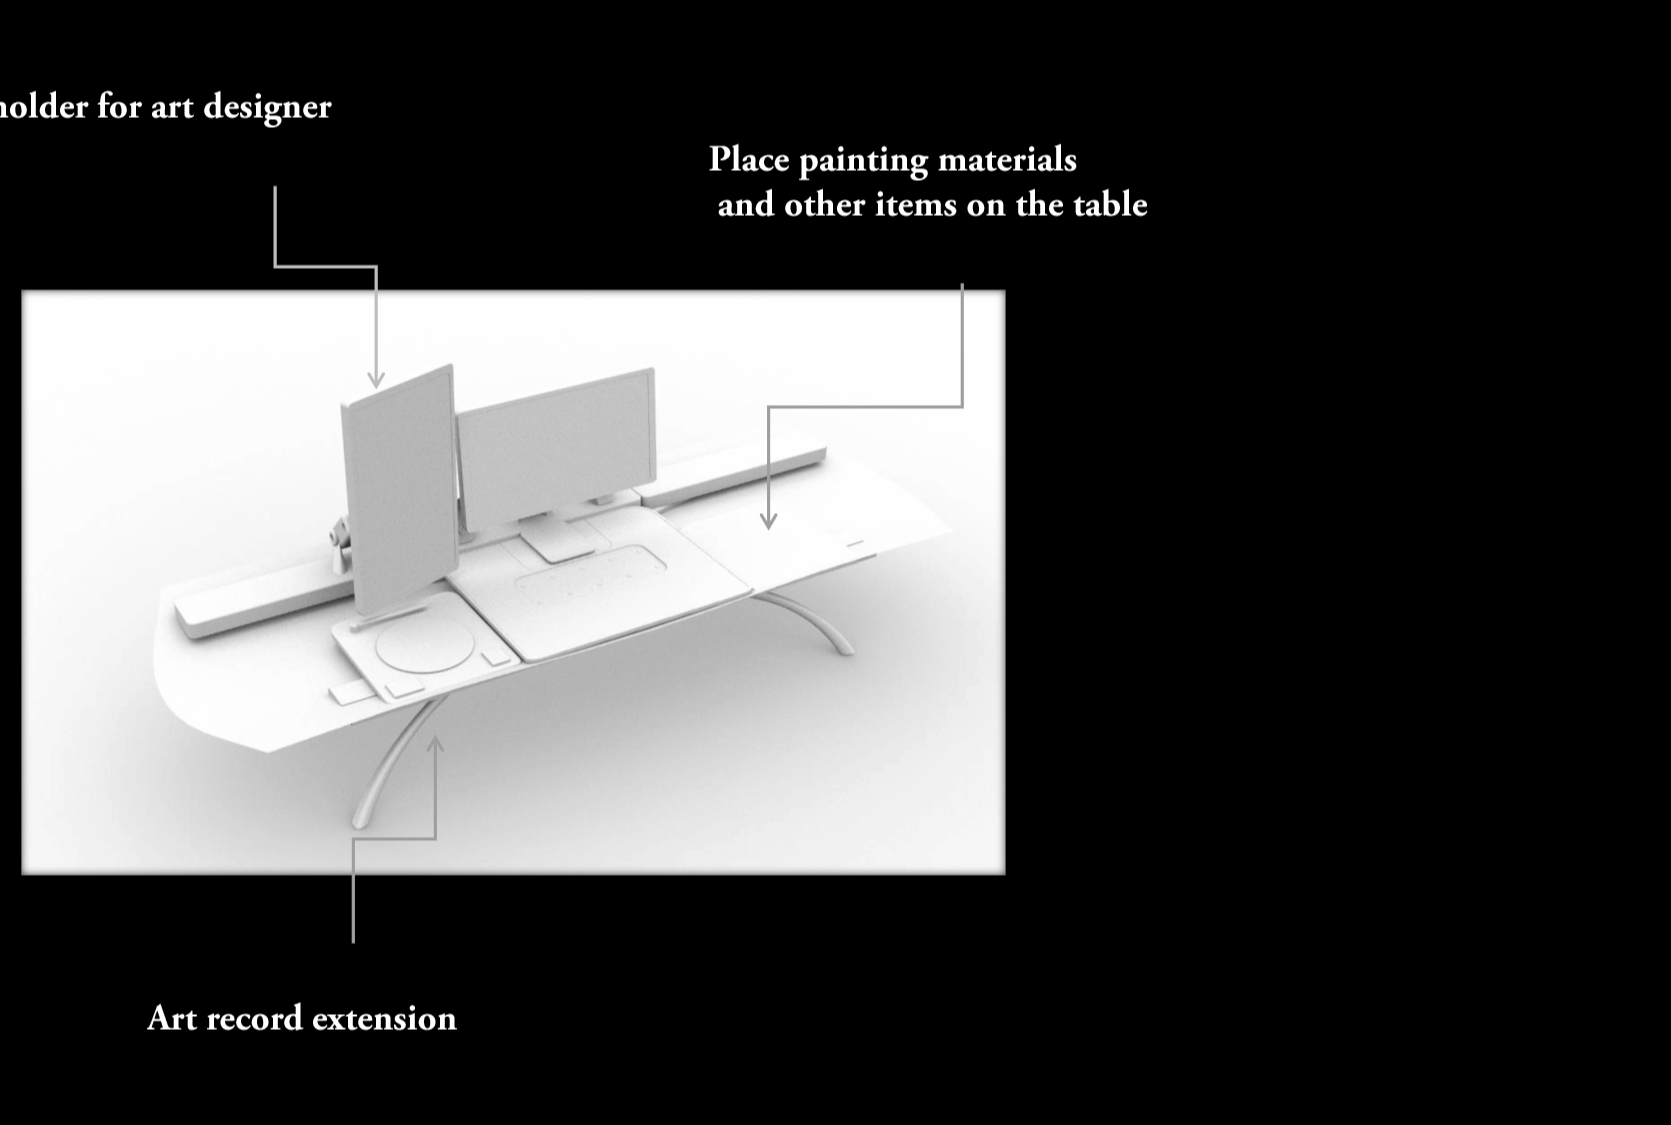 holder for art designer
Place painting materials
and other items on the table
Art record extension